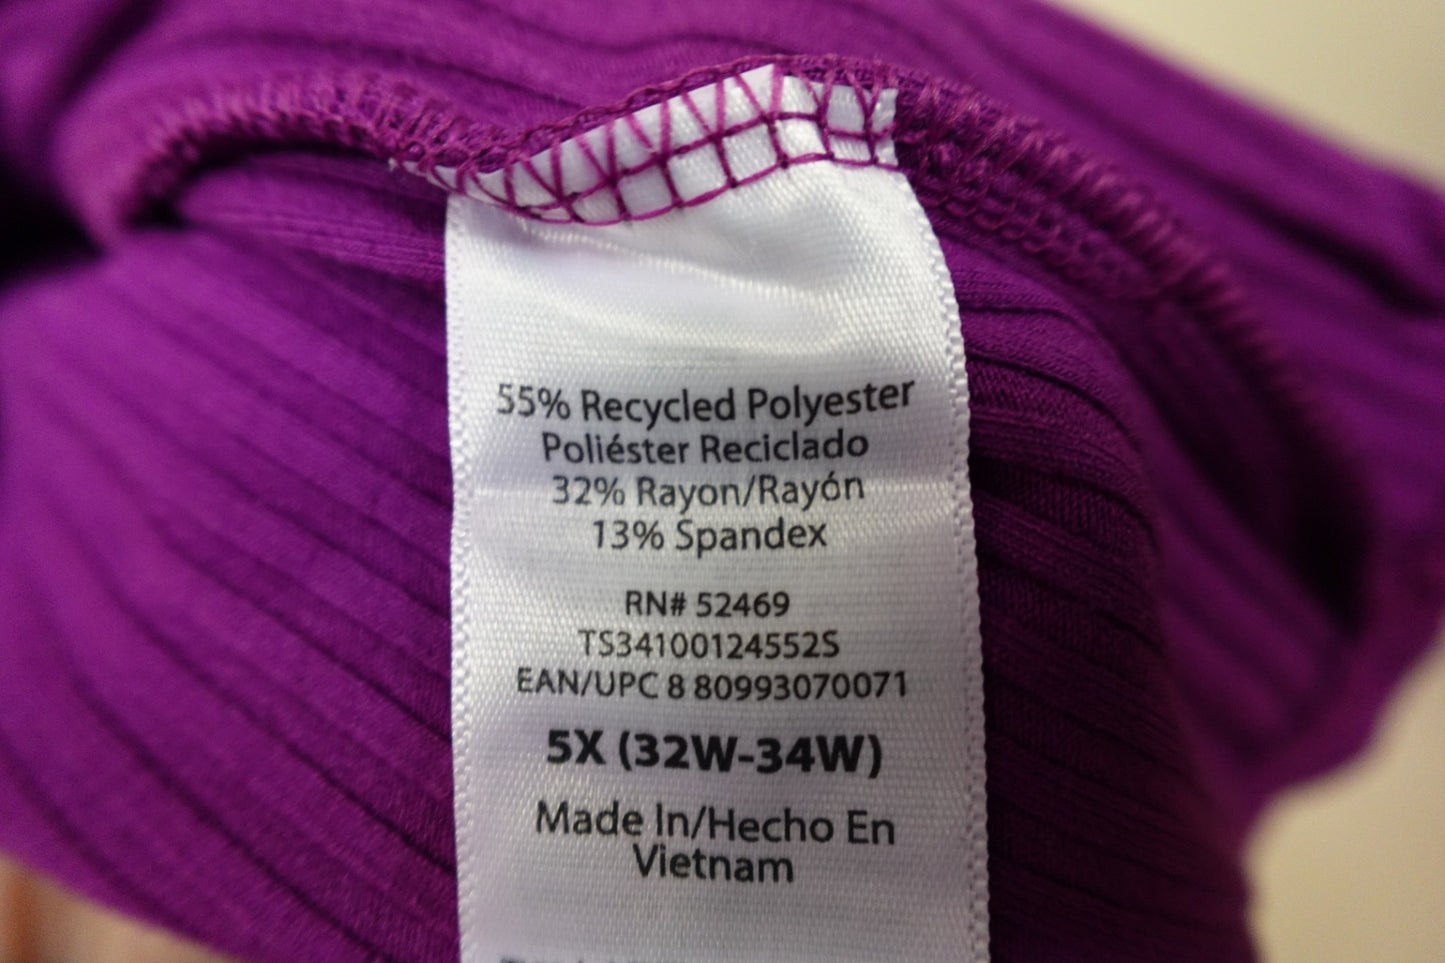 55% Recycled Polyester
Poliéster Reciclado
32% Rayon/Rayón
13% Spandex
RN# 52469
TS34100124552S
EAN/UPC 8 80993070071
5X (32W-34W)
Made In/Hecho En
Vietnam